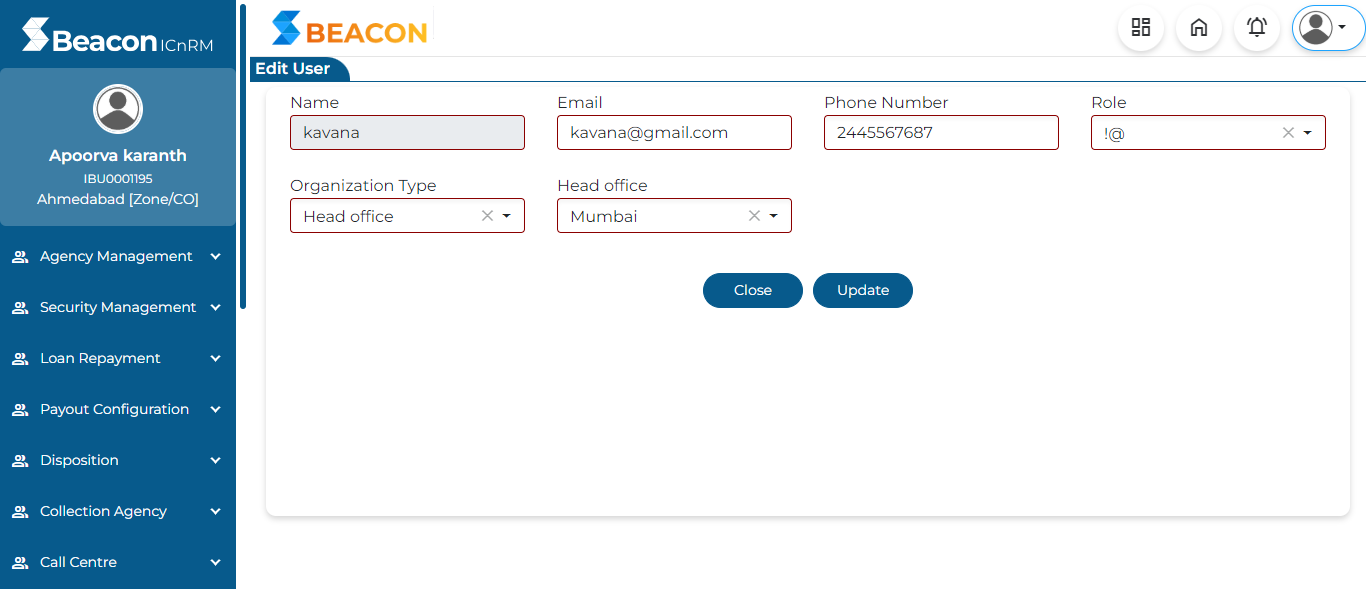 Beacon ICnRM
Apoorva karanth
IBU0001195
Ahmedabad [Zone/CO]
Agency Management
Security Management
Loan Repayment
Payout Configuration
Disposition
Collection Agency
Call Centre
BEACON
Edit User
Name Email Phone Number Role
kavana kavana@gmail.com 2445567687 !@
Organization Type Head office
Head office Mumbai
Close Update